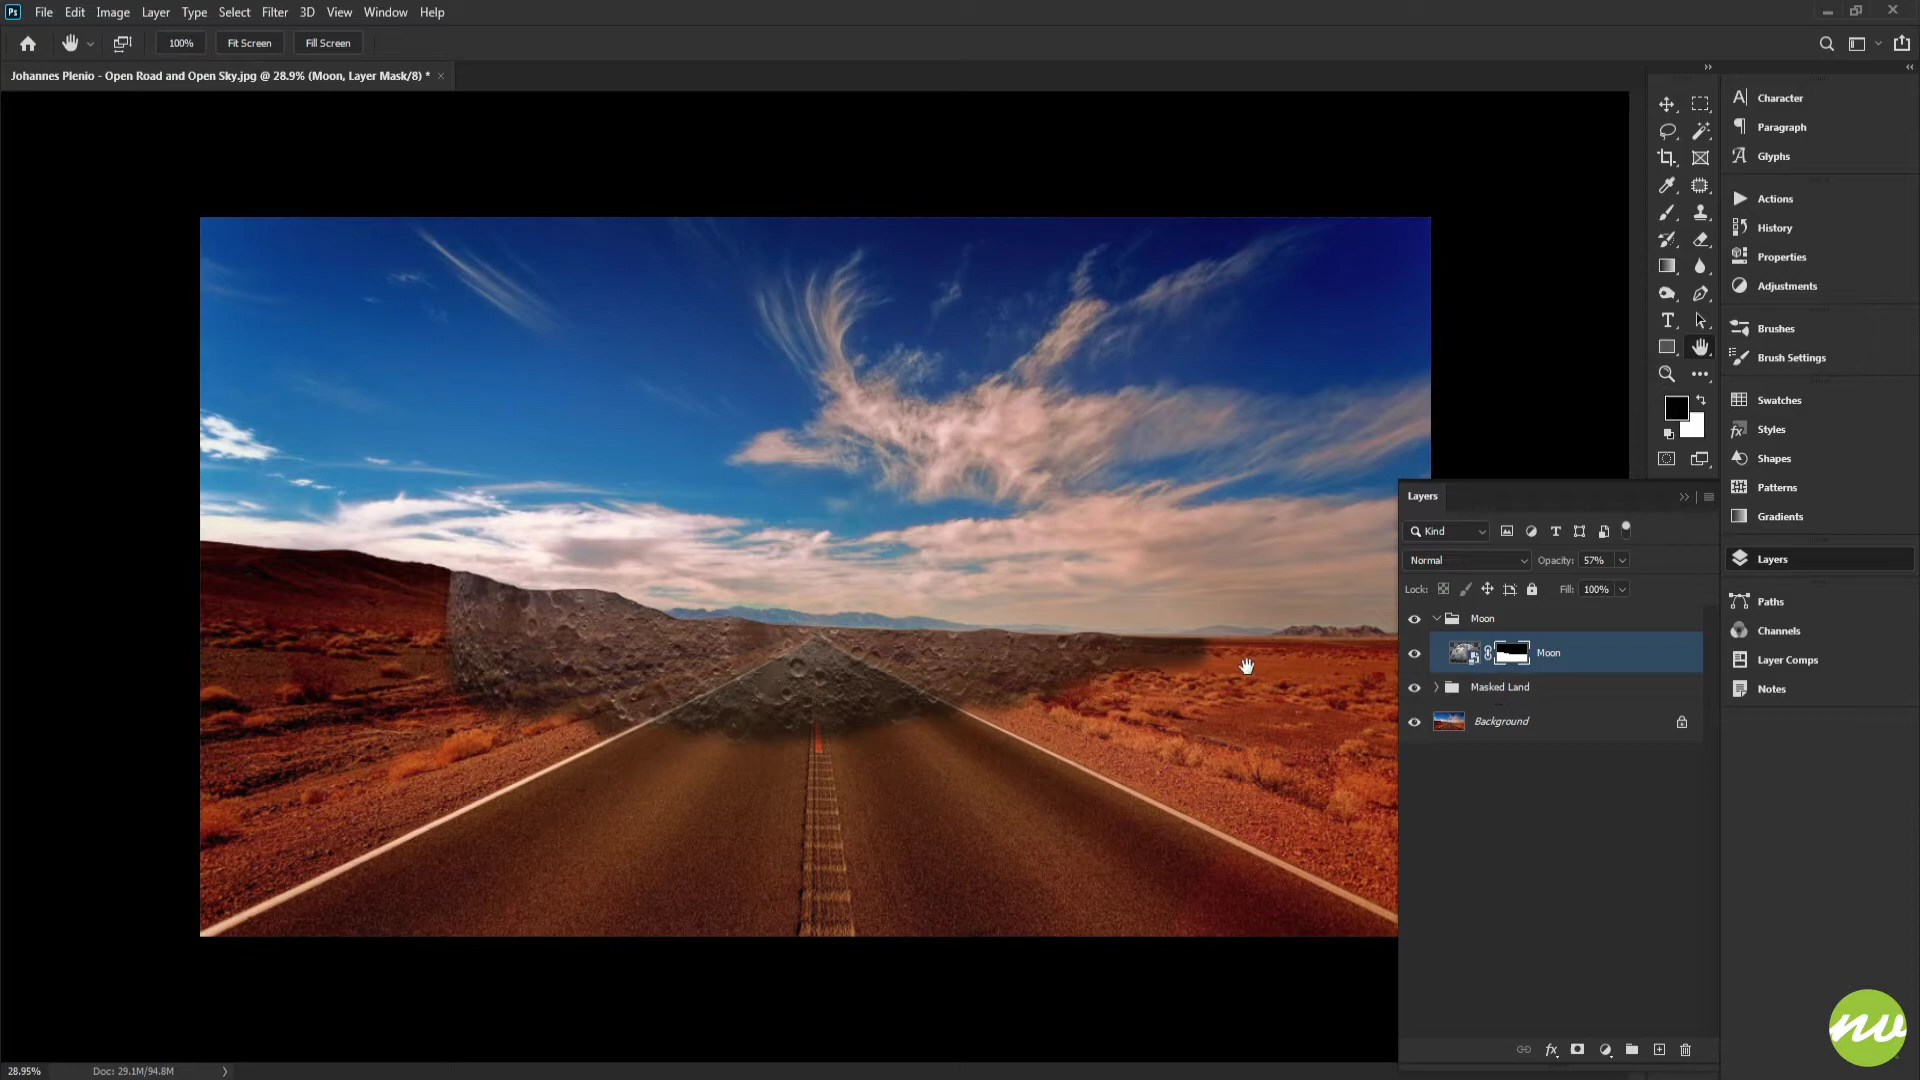 Ps File Edit Image Layer Type Select Filter 3D View Window Help
100% Fit Screen Fill Screen
Johannes Plenio - Open Road and Open Sky.jpg @ 28.9% (Moon, Layer Mask/8) * ×
Character
Paragraph
Glyphs
Actions
History
Properties
Adjustments
Brushes
Brush Settings
Swatches
Styles
Shapes
Patterns
Gradients
Layers
Paths
Channels
Layer Comps
Notes
Layers
Kind
Normal Opacity: 57%
Lock: Fill: 100%
Moon
Moon
Masked Land
Background
fx
28.95% Doc: 29.1M/94.8M
nv